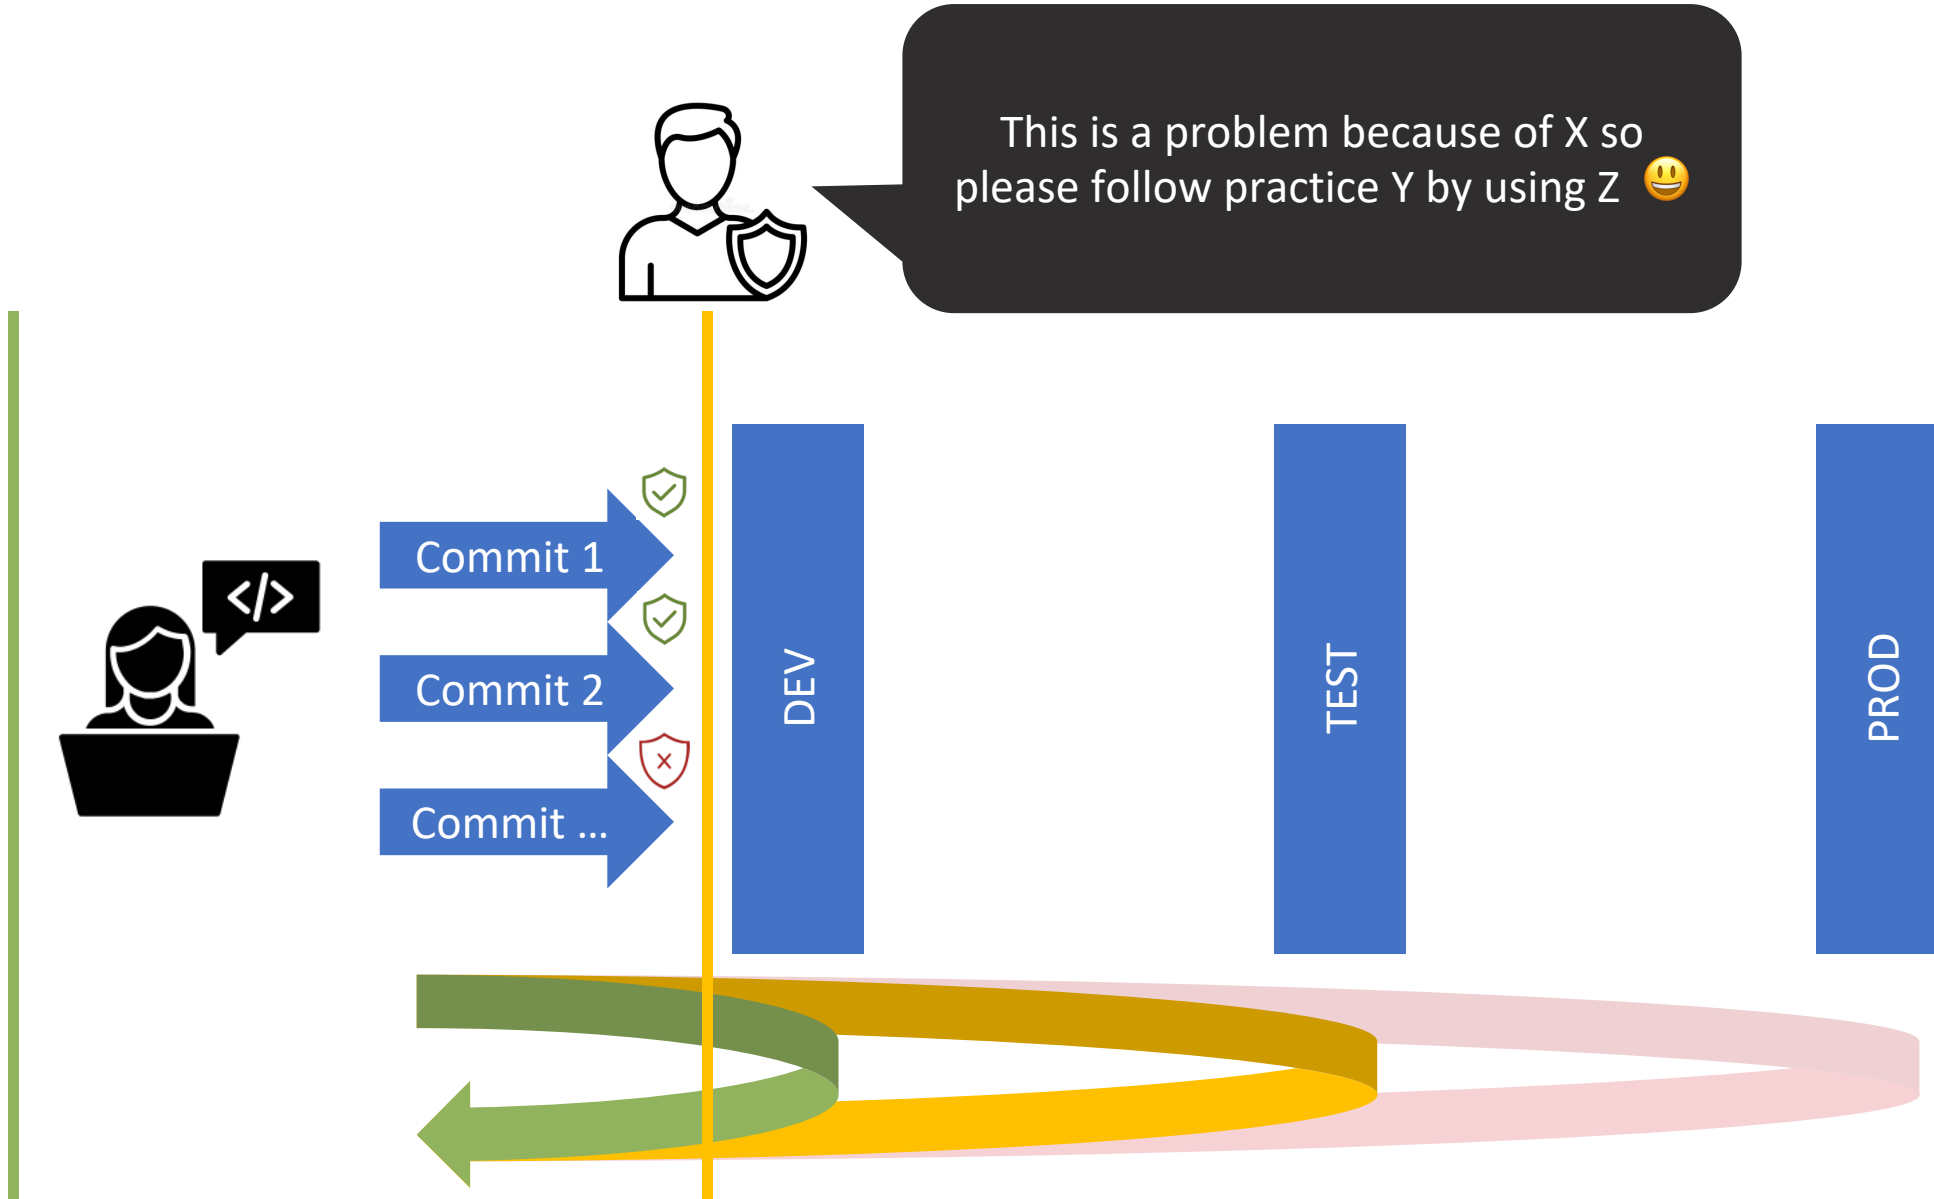 This is a problem because of X so
please follow practice Y by using Z 😃
</>
Commit 1
Commit 2
Commit ...
DEV
TEST
PROD